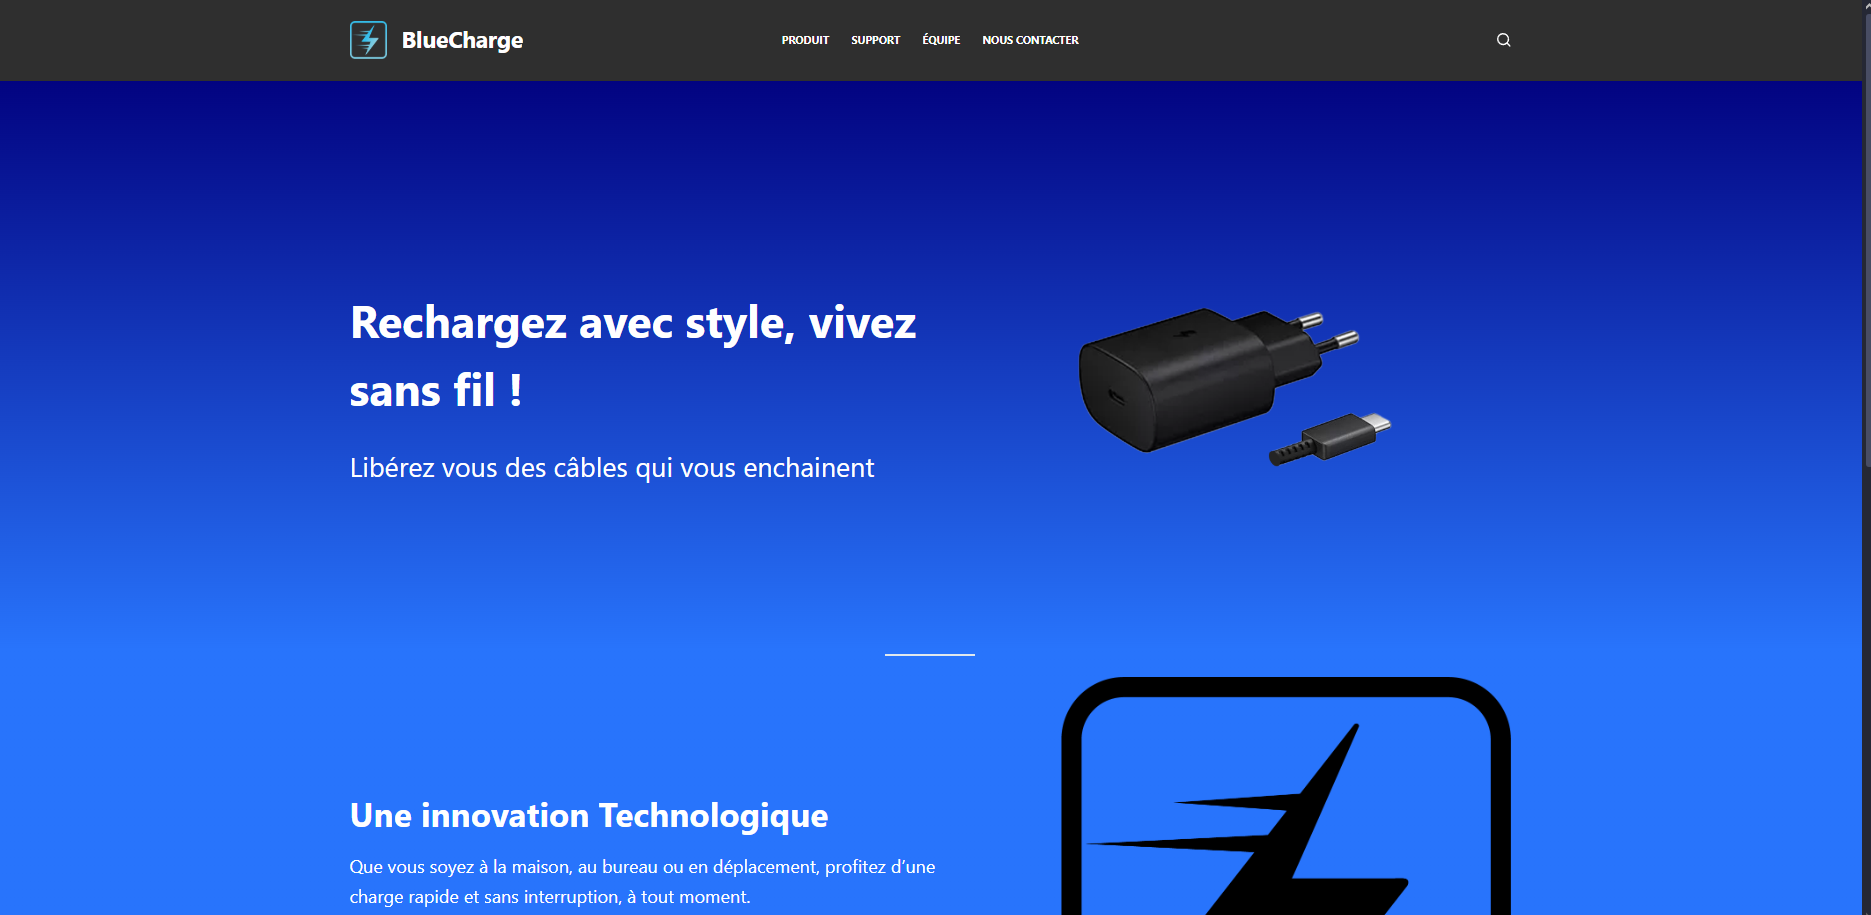 BlueCharge
PRODUIT SUPPORT ÉQUIPE NOUS CONTACTER
Rechargez avec style, vivez
sans fil !
Libérez vous des câbles qui vous enchainent
Une innovation Technologique
Que vous soyez à la maison, au bureau ou en déplacement, profitez d’une
charge rapide et sans interruption, à tout moment.